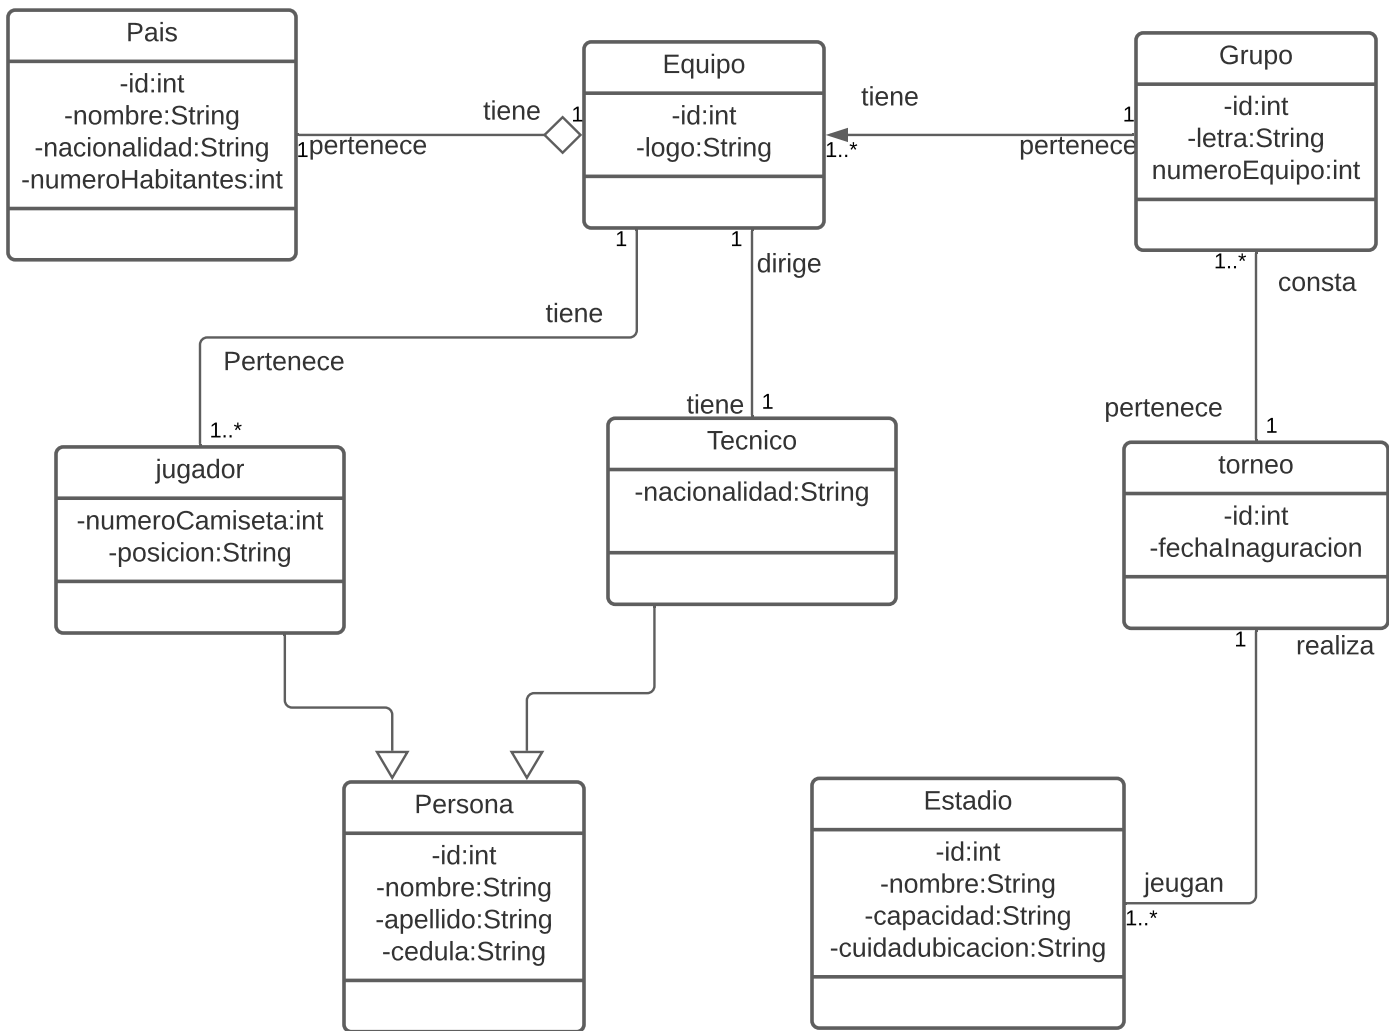 Pais
-id:int
-nombre:String
-nacionalidad:String
-numeroHabitantes:int
tiene
1
1
pertenece
Equipo
-id:int
-logo:String
tiene
1
1..*
pertenece
Grupo
-id:int
-letra:String
numeroEquipo:int
1
1
dirige
1..*
consta
tiene
Pertenece
1..*
tiene
1
pertenece
1
jugador
-numeroCamiseta:int
-posicion:String
Tecnico
-nacionalidad:String
torneo
-id:int
-fechaInaguracion
1
realiza
Persona
-id:int
-nombre:String
-apellido:String
-cedula:String
Estadio
-id:int
-nombre:String
-capacidad:String
-cuidadubicacion:String
jeugan
1..*